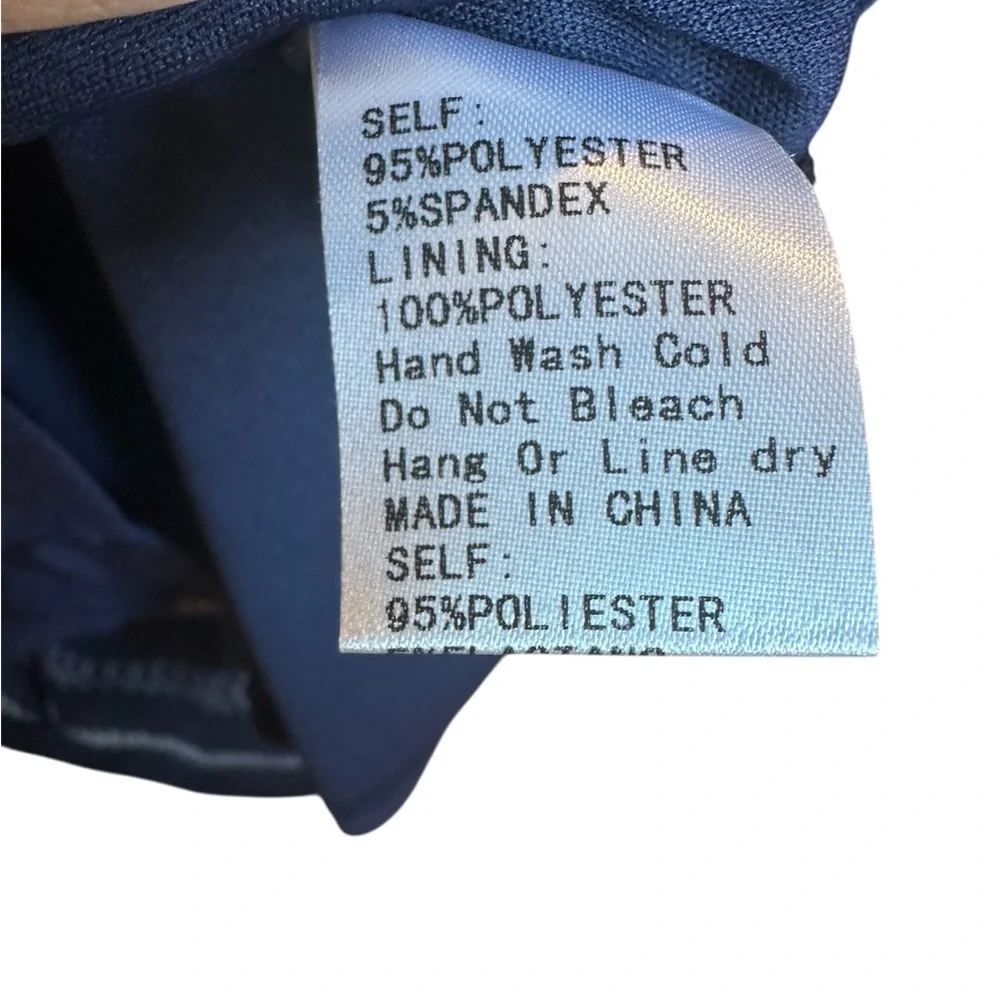 SELF:
95%POLYESTER
5%SPANDEX
LINING:
100%POLYESTER
Hand Wash Cold
Do Not Bleach
Hang Or Line dry
MADE IN CHINA
SELF:
95%POLIESTER